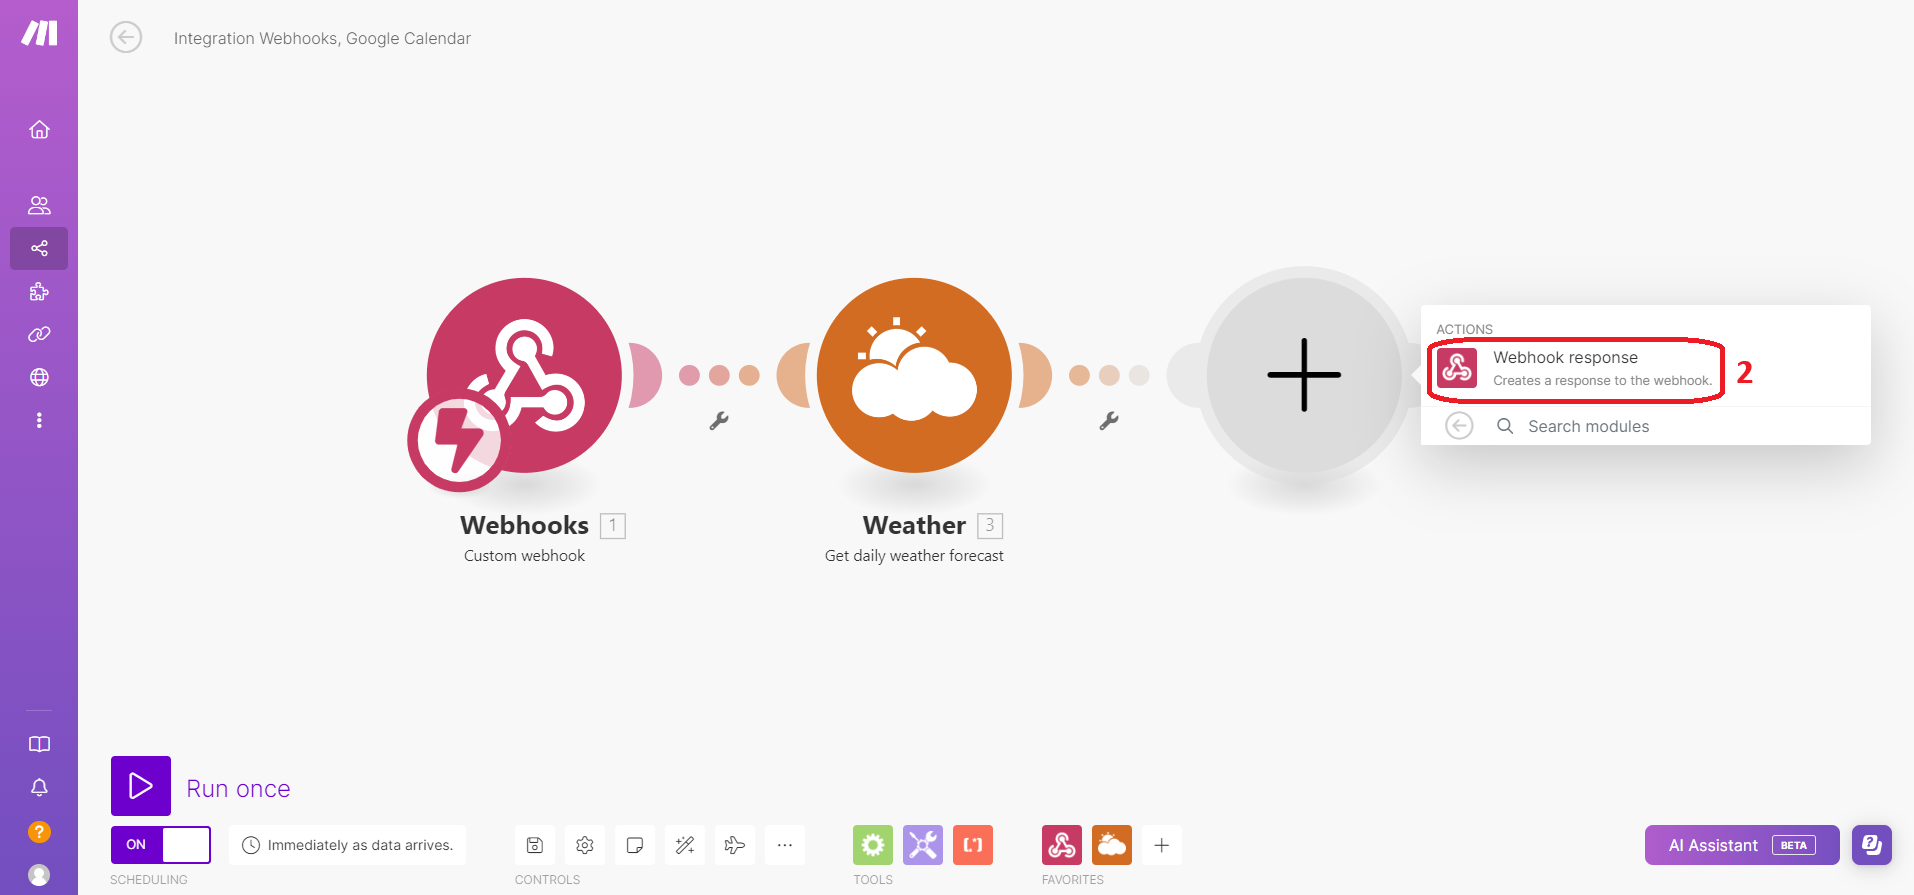 Integration Webhooks, Google Calendar
ACTIONS
Webhook response
Creates a response to the webhook.
2
Search modules
Webhooks 1
Custom webhook
Weather 3
Get daily weather forecast
Run once
ON
Immediately as data arrives.
SCHEDULING
CONTROLS
[.*]
TOOLS
FAVORITES
AI Assistant BETA
?
?